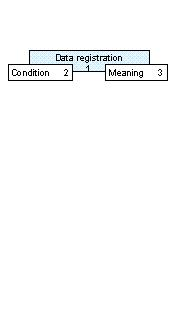 Data registration
1
Condition 2
Meaning 3